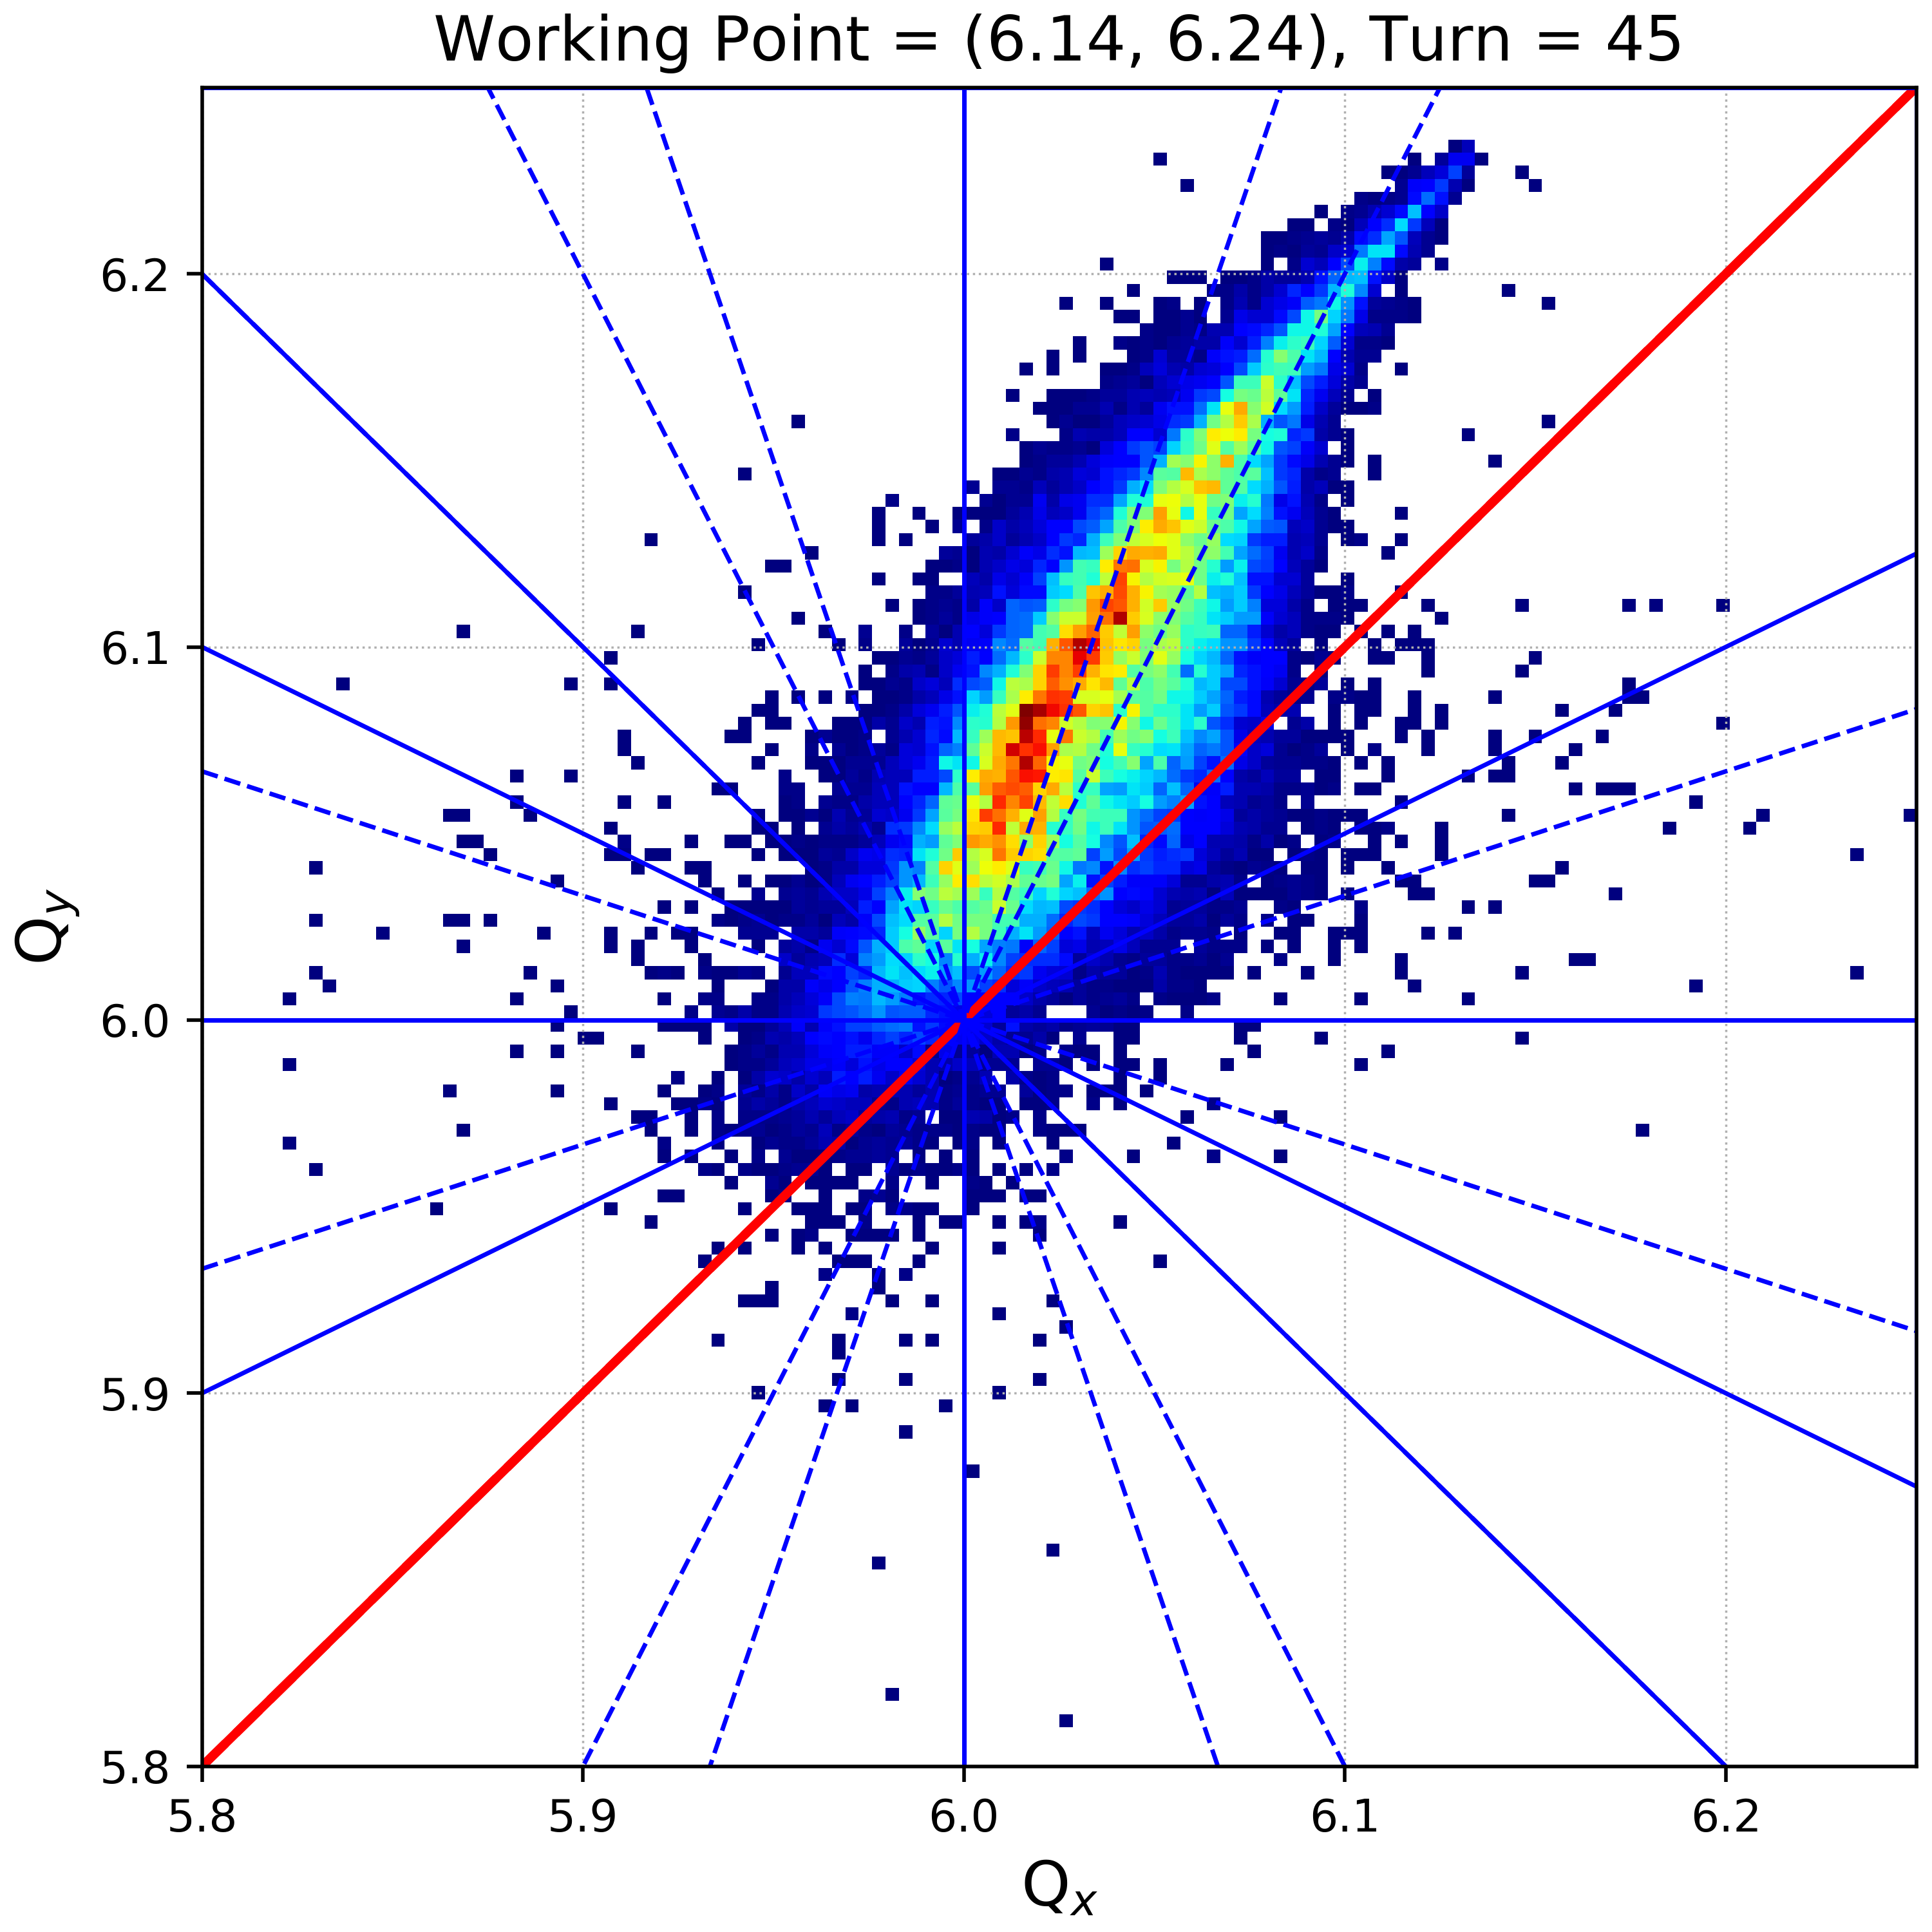 Working Point = (6.14, 6.24), Turn = 45
6.2
6.1
6.0
5.9
5.8
Qy
5.8 5.9 6.0 6.1 6.2
Qx